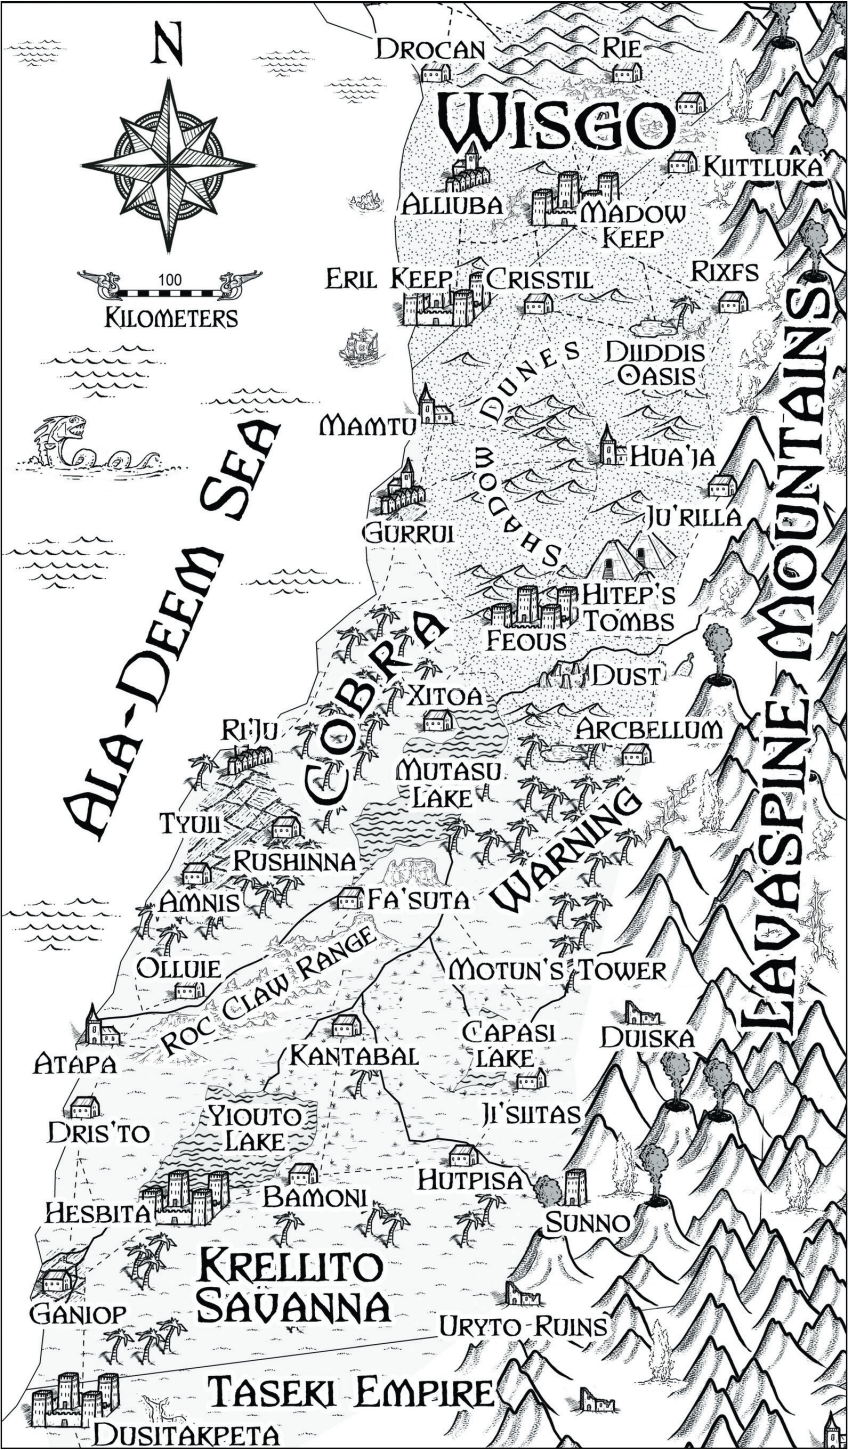 N
Drocan
Rie
Wisgo
Kiittluka
Alliuba
Madow
Keep
Eril Keep
Crisstil
Rixfs
100
Kilometers
Diiddis
Oasis
Shadow Dunes
Mamtu
Hua'ja
Ala-Deem Sea
Gurrui
Ju'rilla
Lavaspine Mountains
Hitep's
Tombs
Feous
Cobra
Dust
Xitoa
Ri'ju
Arcbellum
Mutasu
Lake
Tyuii
Warning
Rushinna
Amnis
Fa'suta
Roc Claw Range
Olluie
Motun's Tower
Atapa
Kantabal
Capasi
Lake
Duiska
Dris'to
Yiouto
Lake
Ji'siitas
Hesbita
Bamoni
Hutpisa
Sunno
Krellito
Savanna
Ganiop
Uryto Ruins
Taseki Empire
Dusitakpeta